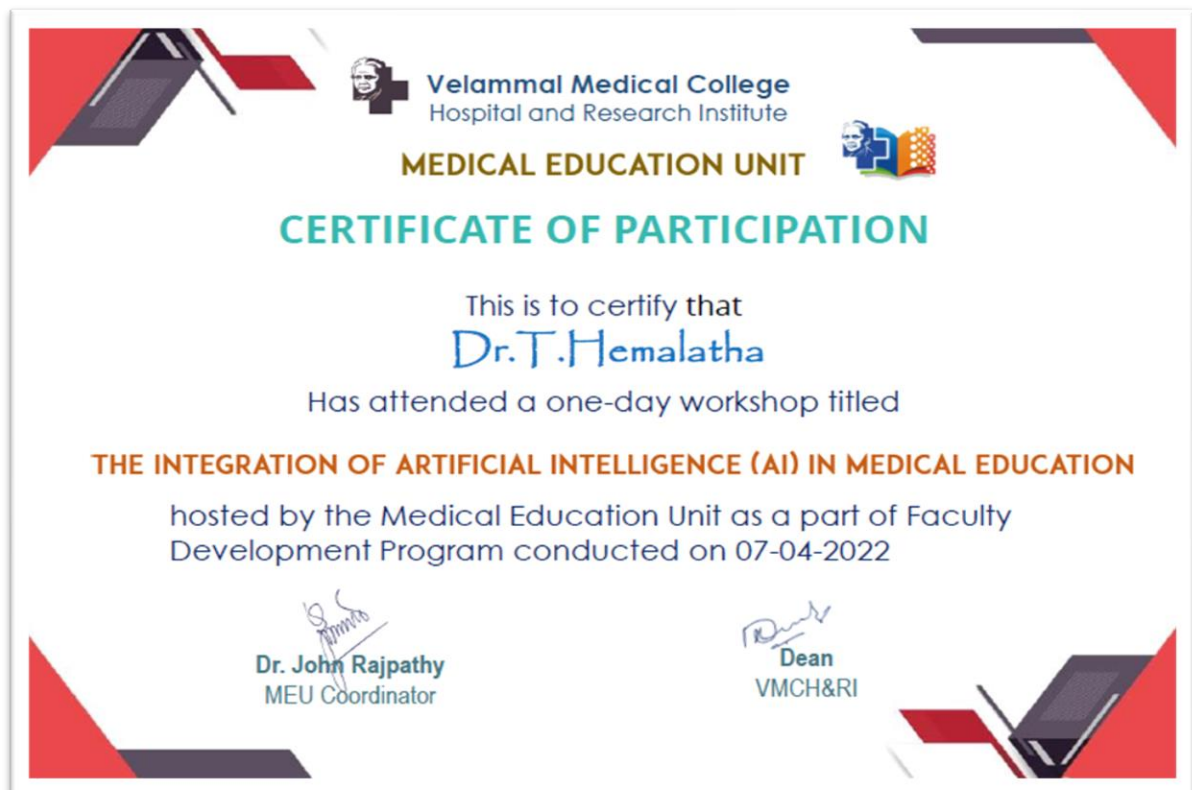 Velammal Medical College
Hospital and Research Institute
MEDICAL EDUCATION UNIT
CERTIFICATE OF PARTICIPATION
This is to certify that
Dr.T.Hemalatha
Has attended a one-day workshop titled
THE INTEGRATION OF ARTIFICIAL INTELLIGENCE (AI) IN MEDICAL EDUCATION
hosted by the Medical Education Unit as a part of Faculty
Development Program conducted on 07-04-2022
Dr. John Rajpathy
MEU Coordinator
Dean
VMCH&RI